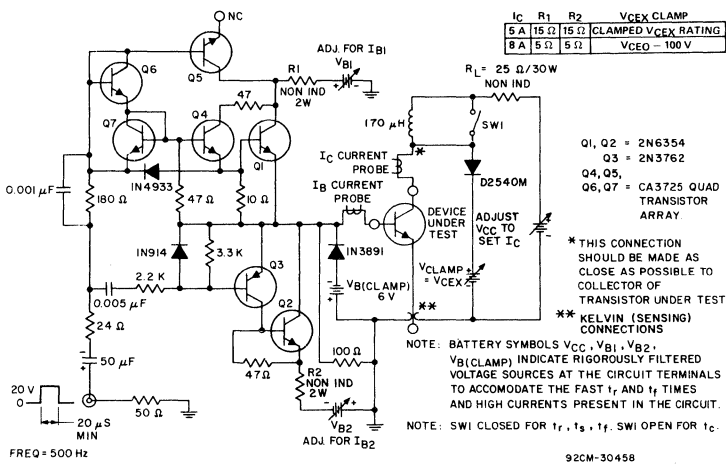 NC
Q6
Q5
ADJ. FOR IB1
VB1
R1
NON IND
2W
Q7
Q4
47
Q1
IN4933
0.001 µF
180 Ω
47 Ω
10 Ω
IN914
3.3 K
2.2 K
0.005 µF
24 Ω
50 µF
20 V
0
20 µS
MIN
50 Ω
FREQ = 500 Hz
Q3
Q2
47 Ω
R2
NON IND
2W
100 Ω
VB2
ADJ. FOR IB2
IB CURRENT
PROBE
IN3891
VB(CLAMP)
6 V
IC R1 R2 VCEX CLAMP
5 A 15 Ω 15 Ω CLAMPED VCEX RATING
8 A 5 Ω 5 Ω VCEO – 100 V
RL = 25 Ω/30W
NON IND
170 µH
SWI
*
IC CURRENT
PROBE
D2540M
DEVICE
UNDER
TEST
ADJUST
VCC TO
SET IC
VCLAMP =
VCEX
**
Q1, Q2 = 2N6354
Q3 = 2N3762
Q4, Q5,
Q6, Q7 = CA3725 QUAD
TRANSISTOR
ARRAY.
* THIS CONNECTION
SHOULD BE MADE AS
CLOSE AS POSSIBLE TO
COLLECTOR OF
TRANSISTOR UNDER TEST
** KELVIN (SENSING)
CONNECTIONS
NOTE: BATTERY SYMBOLS VCC, VB1, VB2,
VB(CLAMP) INDICATE RIGOROUSLY FILTERED
VOLTAGE SOURCES AT THE CIRCUIT TERMINALS
TO ACCOMODATE THE FAST tr AND tf TIMES
AND HIGH CURRENTS PRESENT IN THE CIRCUIT.
NOTE: SWI CLOSED FOR tr, ts, tf. SWI OPEN FOR tc.
92CM-30458